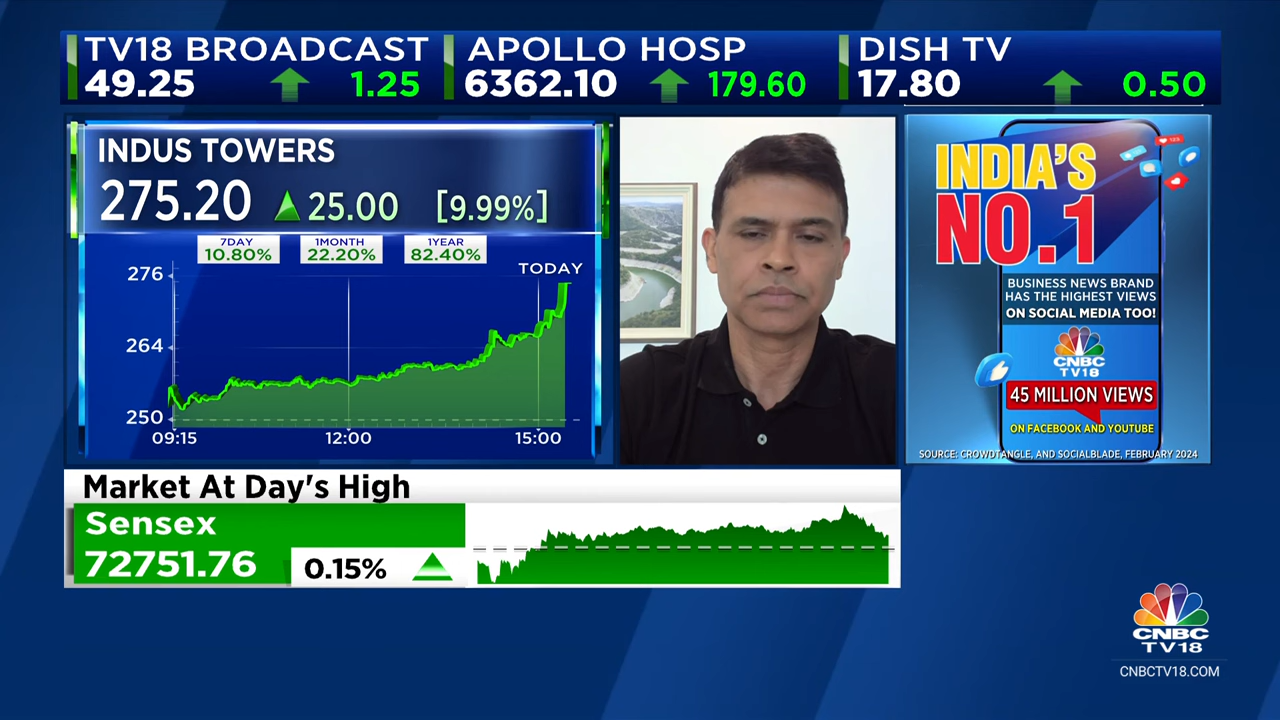 TV18 BROADCAST
49.25 1.25
APOLLO HOSP
6362.10 179.60
DISH TV
17.80 0.50
INDUS TOWERS
275.20 25.00 [9.99%]
7DAY
10.80%
1MONTH
22.20%
1YEAR
82.40%
TODAY
276
264
250
09:15 12:00 15:00
INDIA'S
NO.1
BUSINESS NEWS BRAND
HAS THE HIGHEST VIEWS
ON SOCIAL MEDIA TOO!
CNBC
TV18
45 MILLION VIEWS
ON FACEBOOK AND YOUTUBE
SOURCE: CROWDTANGLE, AND SOCIALBLADE, FEBRUARY 2024
Market At Day's High
Sensex
72751.76 0.15%
CNBC
TV18
CNBCTV18.COM